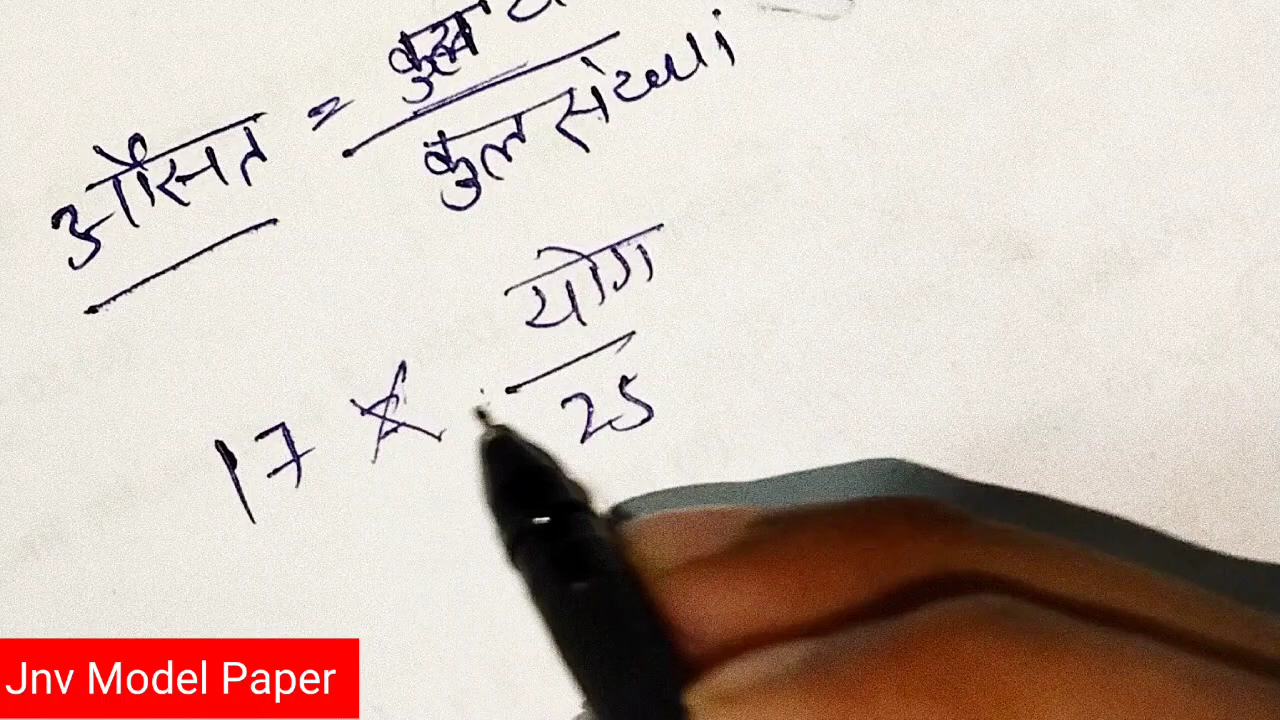 औसत = कुल
कुल संख्या
योग
17 × 25
Jnv Model Paper